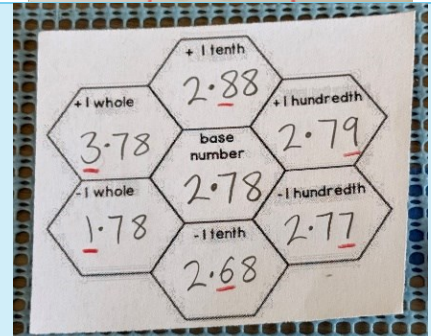 + 1 tenth
2.88
+ 1 whole
3.78
+ 1 hundredth
2.79
base
number
2.78
- 1 whole
1.78
- 1 hundredth
2.77
- 1 tenth
2.68